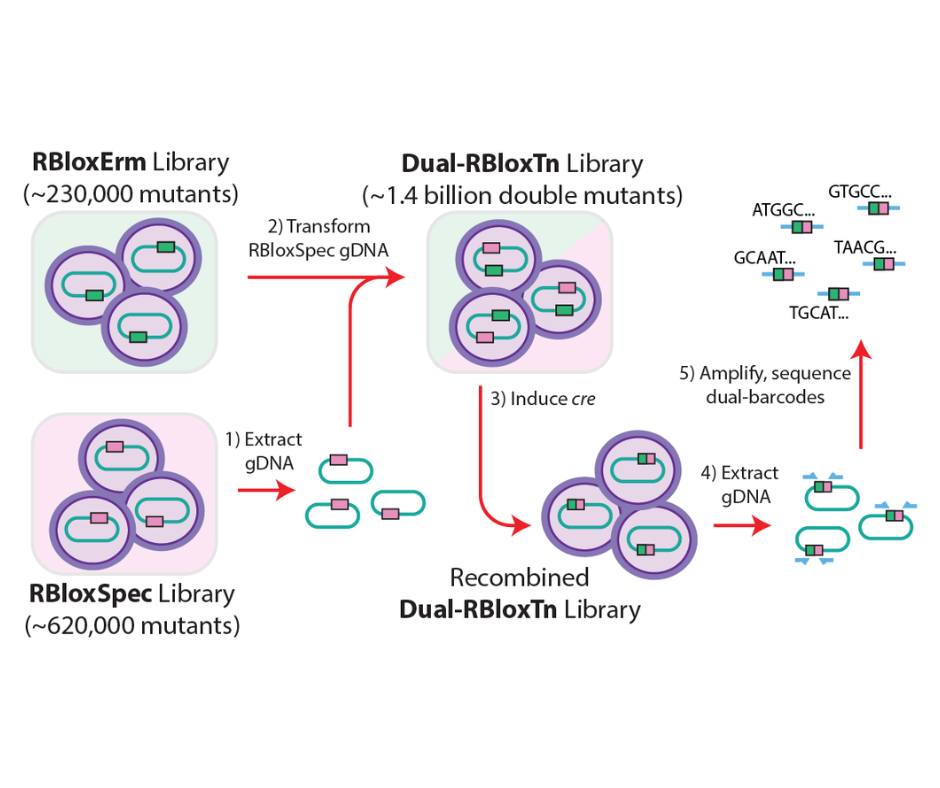 RBloxErm Library
(~230,000 mutants)
2) Transform
RBloxSpec gDNA
Dual-RBloxTn Library
(~1.4 billion double mutants)
GTGCC...
ATGGC...
TAACG...
GCAAT...
TGCAT...
1) Extract
gDNA
RBloxSpec Library
(~620,000 mutants)
3) Induce cre
Recombined
Dual-RBloxTn Library
4) Extract
gDNA
5) Amplify, sequence
dual-barcodes